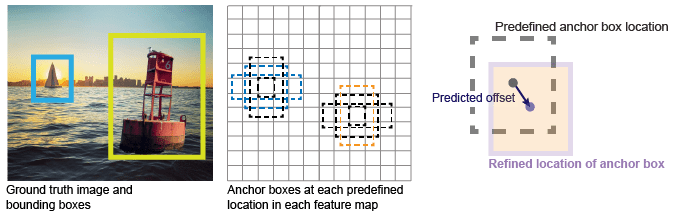 Predefined anchor box location
Predicted offset
Refined location of anchor box
Ground truth image and
bounding boxes
Anchor boxes at each predefined
location in each feature map